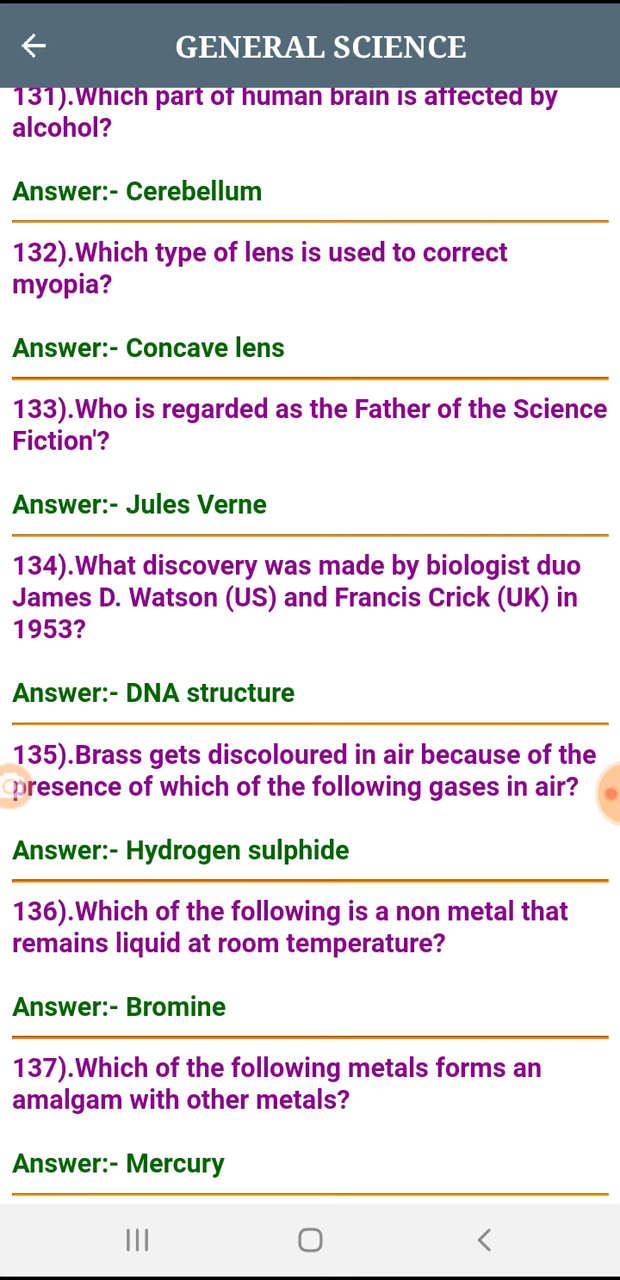 GENERAL SCIENCE
131).Which part of human brain is affected by
alcohol?
Answer:- Cerebellum
132).Which type of lens is used to correct
myopia?
Answer:- Concave lens
133).Who is regarded as the Father of the Science
Fiction'?
Answer:- Jules Verne
134).What discovery was made by biologist duo
James D. Watson (US) and Francis Crick (UK) in
1953?
Answer:- DNA structure
135).Brass gets discoloured in air because of the
presence of which of the following gases in air?
Answer:- Hydrogen sulphide
136).Which of the following is a non metal that
remains liquid at room temperature?
Answer:- Bromine
137).Which of the following metals forms an
amalgam with other metals?
Answer:- Mercury